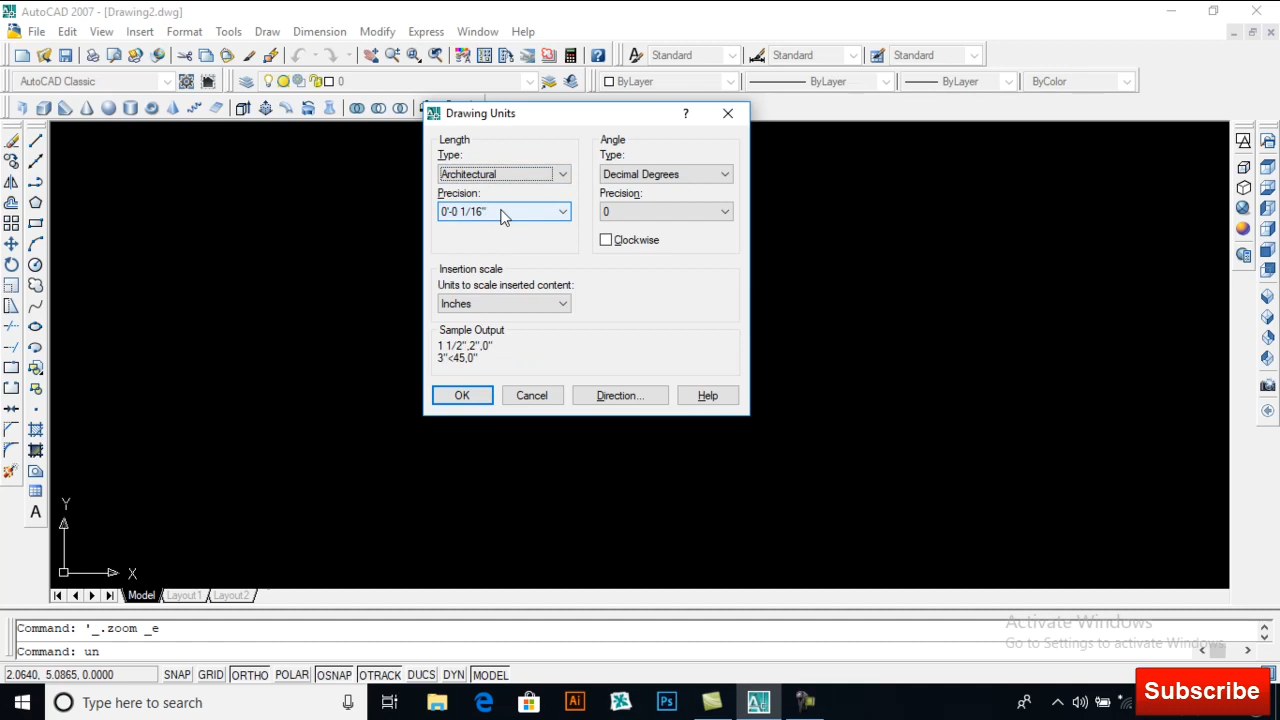 AutoCAD 2007 - [Drawing2.dwg]
File Edit View Insert Format Tools Draw Dimension Modify Express Window Help
Standard Standard Standard
AutoCAD Classic 0 ByLayer ByLayer ByLayer ByColor
Drawing Units
Length
Type:
Architectural
Precision:
0'-0 1/16"
Angle
Type:
Decimal Degrees
Precision:
0
Clockwise
Insertion scale
Units to scale inserted content:
Inches
Sample Output
1 1/2",2",0"
3"<45,0"
OK Cancel Direction... Help
Y
X
Model Layout1 Layout2
Command: '_.zoom _e
Command: un
Activate Windows
Go to Settings to activate Windows.
2.0640, 5.0865, 0.0000 SNAP GRID ORTHO POLAR OSNAP OTRACK DUCS DYN MODEL
Type here to search
Subscribe